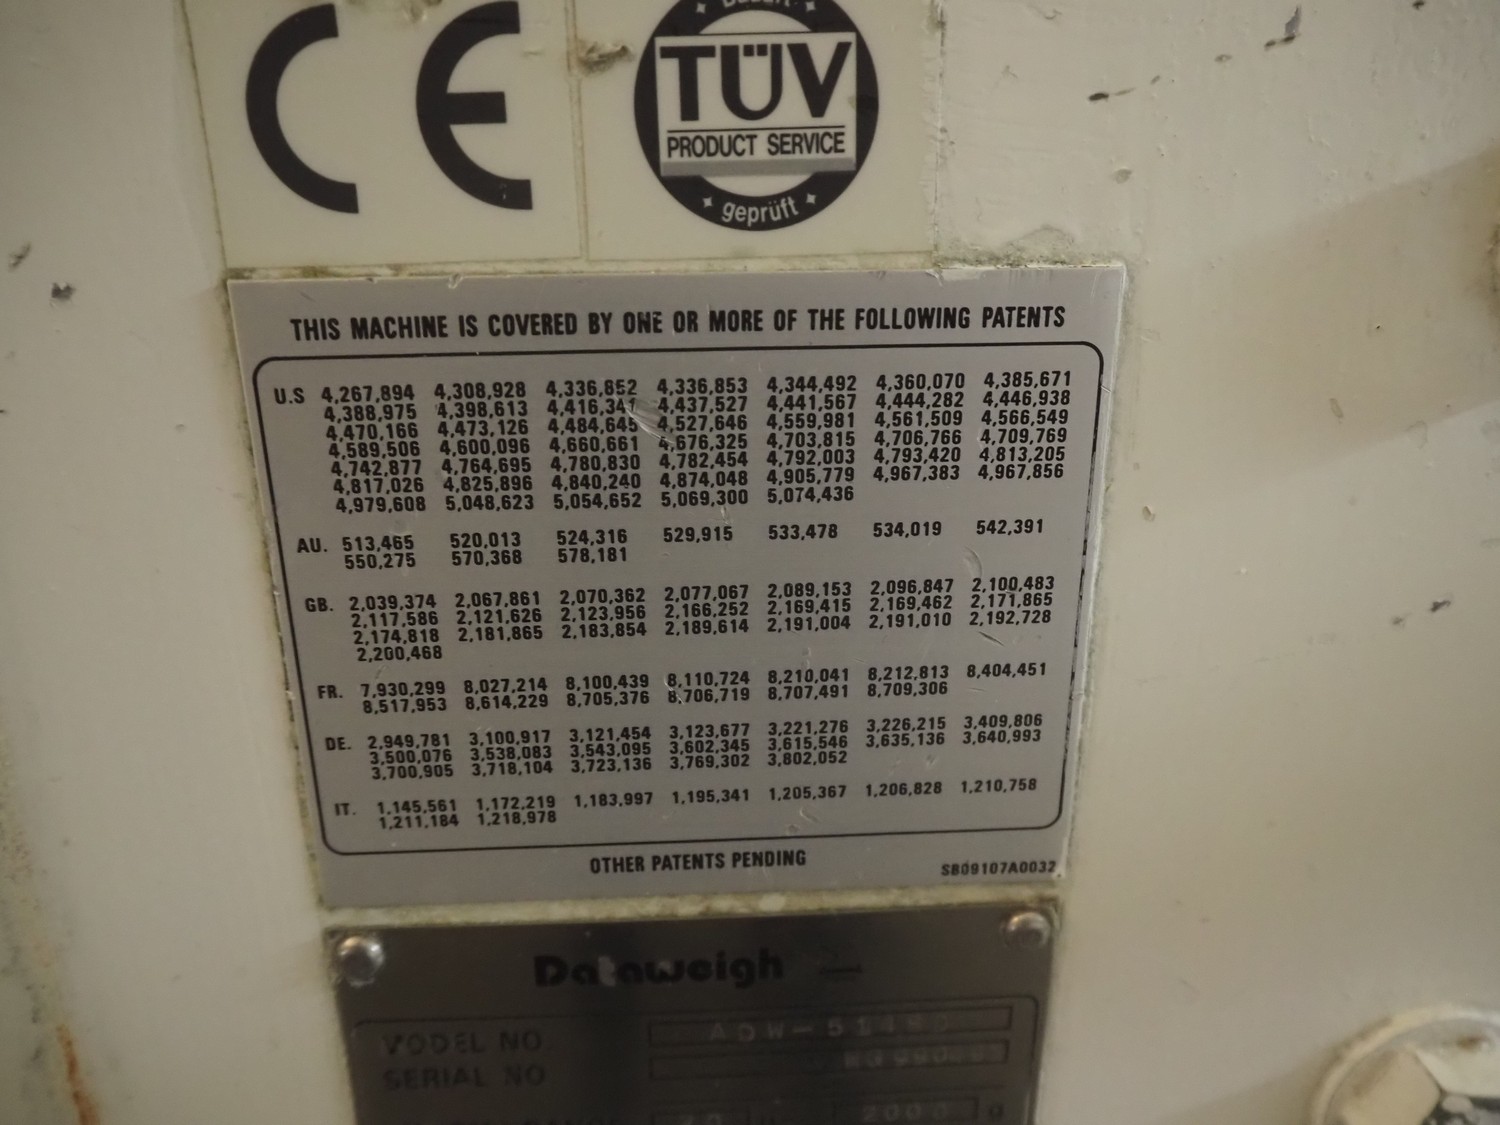 CE
TÜV
PRODUCT SERVICE
geprüft
THIS MACHINE IS COVERED BY ONE OR MORE OF THE FOLLOWING PATENTS
U.S 4,267,894 4,308,928 4,336,852 4,336,853 4,344,492 4,360,070 4,385,671
4,388,975 4,398,613 4,416,341 4,437,527 4,441,567 4,444,282 4,446,938
4,470,166 4,473,126 4,484,645 4,527,646 4,559,981 4,561,509 4,566,549
4,589,506 4,600,096 4,660,661 4,676,325 4,703,815 4,706,766 4,709,769
4,742,877 4,764,695 4,780,830 4,782,454 4,792,003 4,793,420 4,813,205
4,817,026 4,825,896 4,840,240 4,874,048 4,905,779 4,967,383 4,967,856
4,979,608 5,048,623 5,054,652 5,069,300 5,074,436
AU. 513,465 520,013 524,316 529,915 533,478 534,019 542,391
550,275 570,368 578,181
GB. 2,039,374 2,067,861 2,070,362 2,077,067 2,089,153 2,096,847 2,100,483
2,117,586 2,121,626 2,123,956 2,166,252 2,169,415 2,169,462 2,171,865
2,174,818 2,181,865 2,183,854 2,189,614 2,191,004 2,191,010 2,192,728
2,200,468
FR. 7,930,299 8,027,214 8,100,439 8,110,724 8,210,041 8,212,813 8,404,451
8,517,953 8,614,229 8,705,376 8,706,719 8,707,491 8,709,306
DE. 2,949,781 3,100,917 3,121,454 3,123,677 3,221,276 3,226,215 3,409,806
3,500,076 3,538,083 3,543,095 3,602,345 3,615,546 3,635,136 3,640,993
3,700,905 3,718,104 3,723,136 3,769,302 3,802,052
IT. 1,145,561 1,172,219 1,183,997 1,195,341 1,205,367 1,206,828 1,210,758
1,211,184 1,218,978
OTHER PATENTS PENDING
SB09107A0032
Dataweigh
MODEL NO
SERIAL NO
2000 g